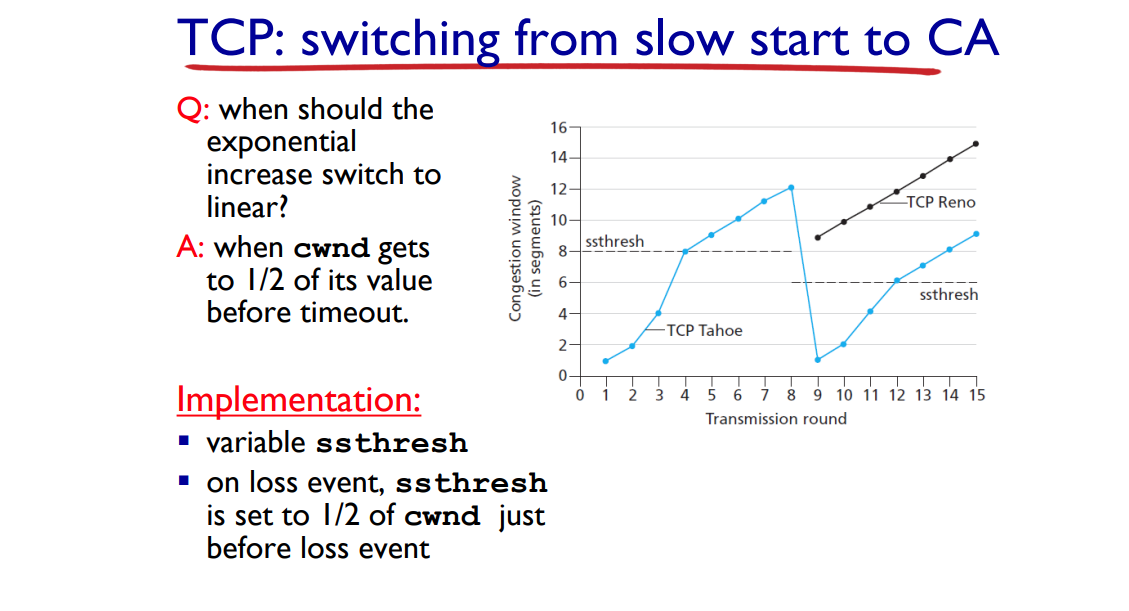 TCP: switching from slow start to CA
Q: when should the
exponential
increase switch to
linear?
A: when cwnd gets
to 1/2 of its value
before timeout.
Implementation:
▪ variable ssthresh
▪ on loss event, ssthresh
is set to 1/2 of cwnd just
before loss event
Congestion window
(in segments)
16
14
12
10
8
6
4
2
0
ssthresh
TCP Tahoe
TCP Reno
ssthresh
0 1 2 3 4 5 6 7 8 9 10 11 12 13 14 15
Transmission round